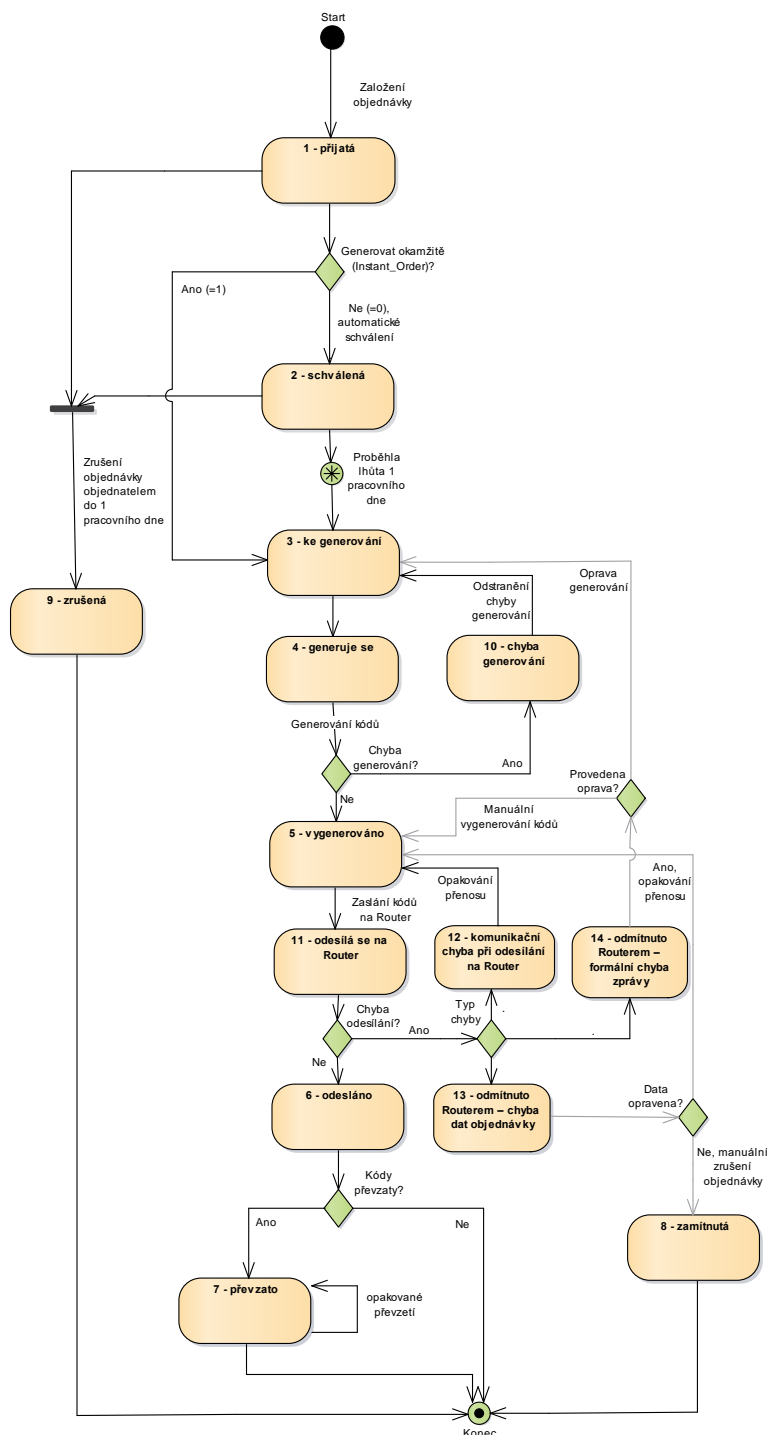 Start
Založení
objednávky
1 - přijatá
Generovat okamžitě
(Instant_Order)?
Ano (=1)
Ne (=0),
automatické
schválení
2 - schválená
Zrušení
objednávky
objednatelem
do 1
pracovního dne
Proběhla
lhůta 1
pracovního
dne
3 - ke generování
Odstranění
chyby
generování
Oprava
generování
9 - zrušená
4 - generuje se
10 - chyba
generování
Generování kódů
Chyba
generování?
Ano
Ne
Provedena
oprava?
Manuální
vygenerování kódů
5 - vygenerováno
Opakování
přenosu
Ano,
opakování
přenosu
Zaslání kódů
na Router
11 - odesílá se na
Router
12 - komunikační
chyba při odesílání
na Router
14 - odmítnuto
Routerem –
formální chyba
zprávy
Chyba
odesílání?
Ano
Typ
chyby
.
.
Ne
6 - odesláno
13 - odmítnuto
Routerem – chyba
dat objednávky
Data
opravena?
Ne, manuální
zrušení
objednávky
Kódy
převzaty?
Ano
Ne
8 - zamítnutá
7 - převzato
opakované
převzetí
Konec